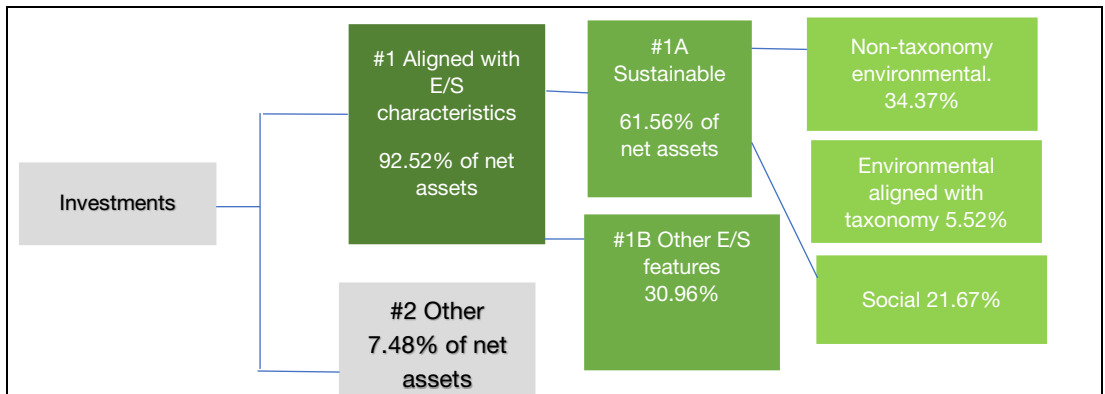 Investments
#1 Aligned with
E/S
characteristics
92.52% of net
assets
#2 Other
7.48% of net
assets
#1A
Sustainable
61.56% of
net assets
#1B Other E/S
features
30.96%
Non-taxonomy
environmental.
34.37%
Environmental
aligned with
taxonomy 5.52%
Social 21.67%